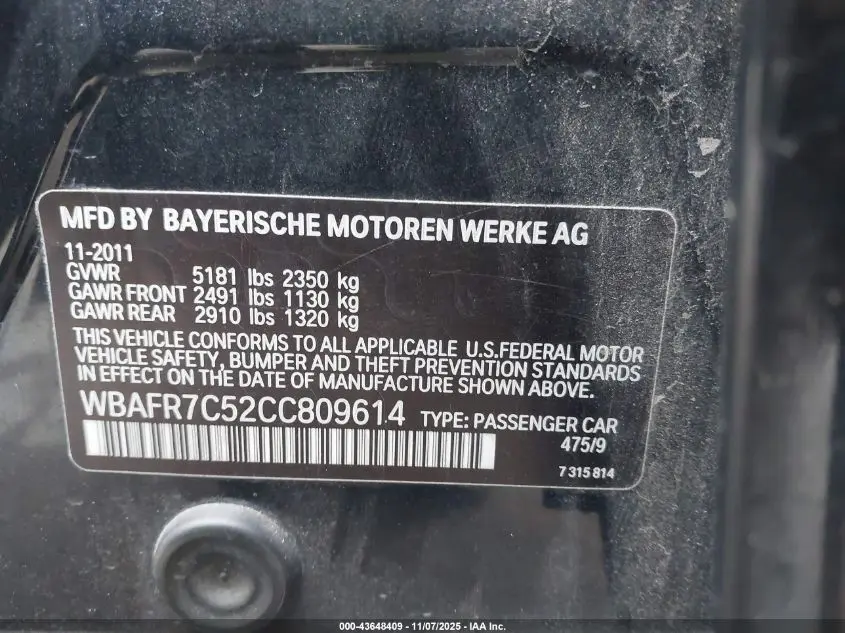 MFD BY BAYERISCHE MOTOREN WERKE AG
11-2011
GVWR 5181 lbs 2350 kg
GAWR FRONT 2491 lbs 1130 kg
GAWR REAR 2910 lbs 1320 kg
THIS VEHICLE CONFORMS TO ALL APPLICABLE U.S.FEDERAL MOTOR
VEHICLE SAFETY, BUMPER AND THEFT PREVENTION STANDARDS
IN EFFECT ON THE DATE OF MANUFACTURE SHOWN ABOVE.
WBAFR7C52CC809614 TYPE: PASSENGER CAR
475/9
7 315 814
000-43648409 - 11/07/2025 - IAA Inc.